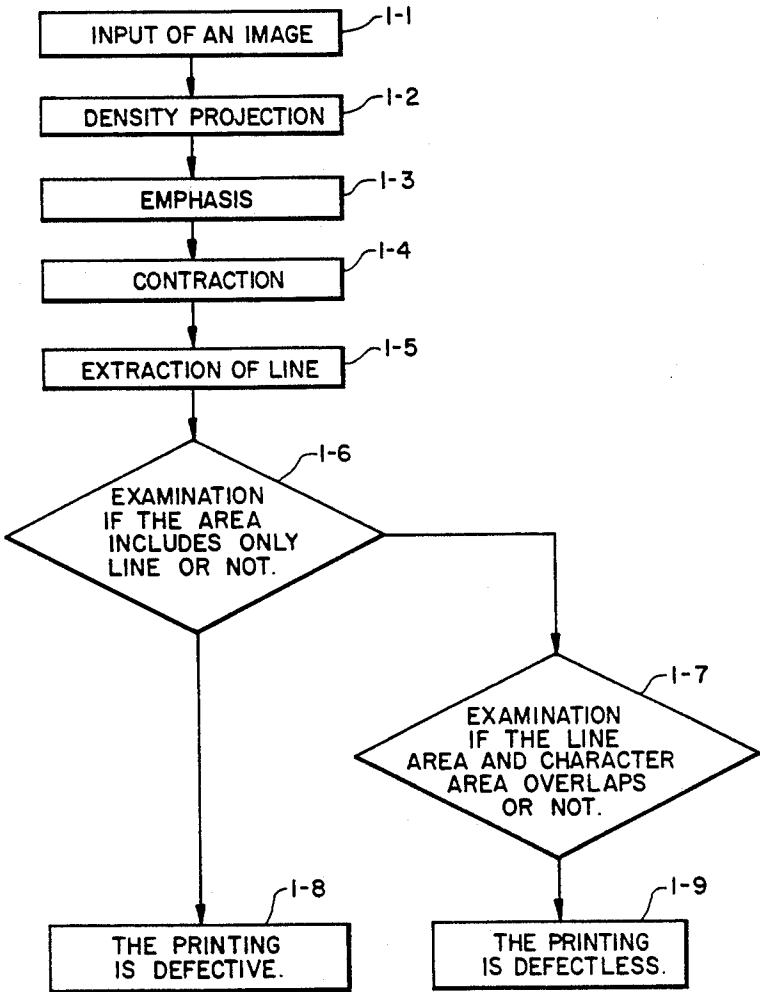 1-1
INPUT OF AN IMAGE
1-2
DENSITY PROJECTION
1-3
EMPHASIS
1-4
CONTRACTION
1-5
EXTRACTION OF LINE
1-6
EXAMINATION
IF THE AREA
INCLUDES ONLY
LINE OR NOT.
1-7
EXAMINATION
IF THE LINE
AREA AND CHARACTER
AREA OVERLAPS
OR NOT.
1-8
THE PRINTING
IS DEFECTIVE.
1-9
THE PRINTING
IS DEFECTLESS.